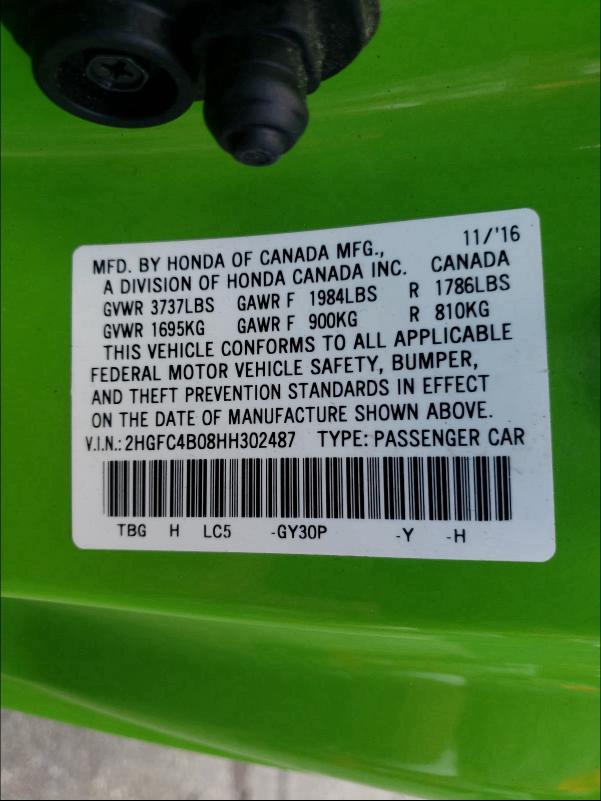 11/'16
MFD. BY HONDA OF CANADA MFG.,
A DIVISION OF HONDA CANADA INC. CANADA
GVWR 3737LBS GAWR F 1984LBS R 1786LBS
GVWR 1695KG GAWR F 900KG R 810KG
THIS VEHICLE CONFORMS TO ALL APPLICABLE
FEDERAL MOTOR VEHICLE SAFETY, BUMPER,
AND THEFT PREVENTION STANDARDS IN EFFECT
ON THE DATE OF MANUFACTURE SHOWN ABOVE.
V.I.N.: 2HGFC4B08HH302487 TYPE: PASSENGER CAR
TBG H LC5 -GY30P -Y -H